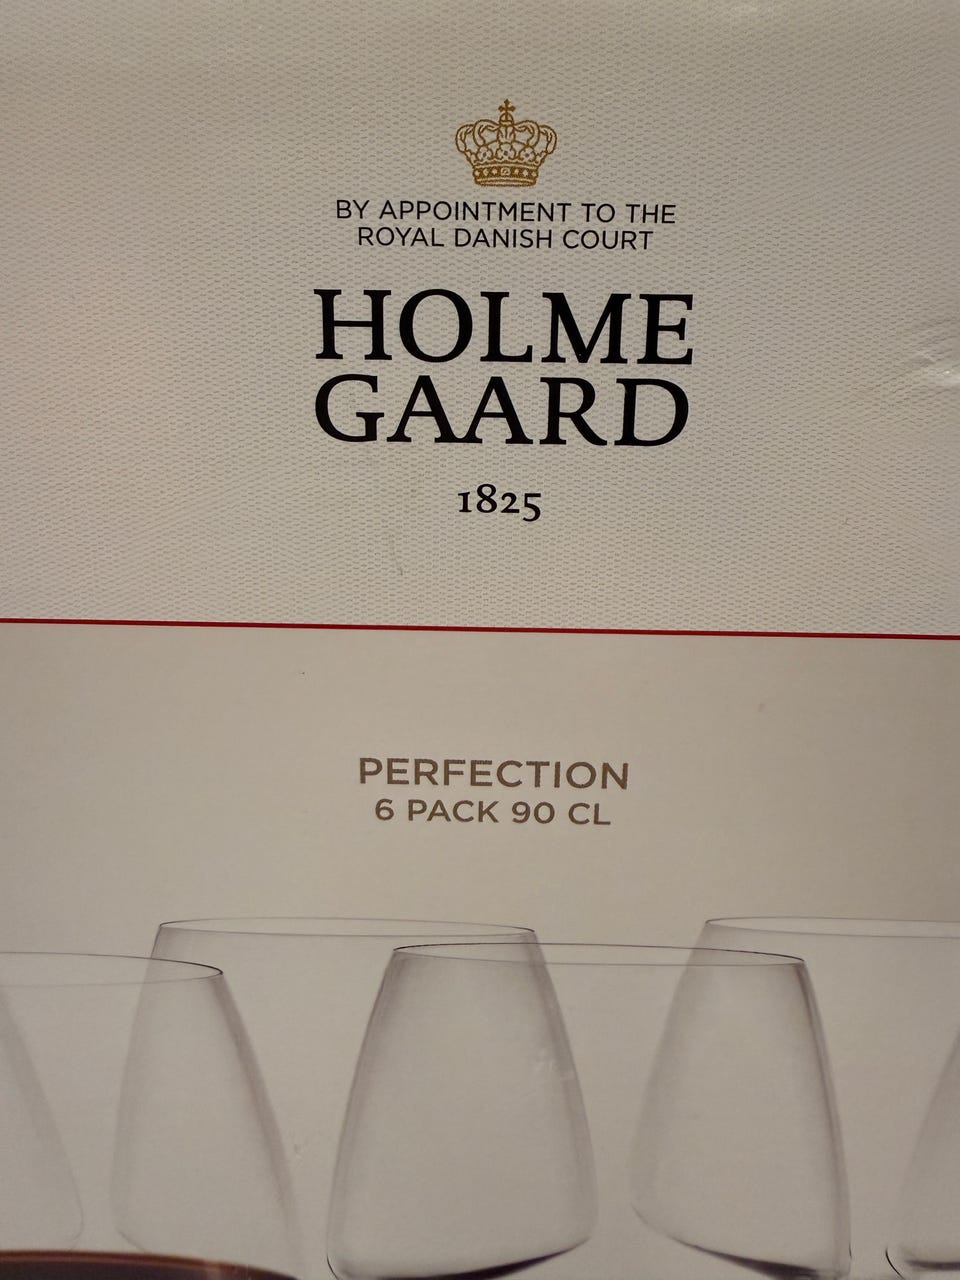 BY APPOINTMENT TO THE
ROYAL DANISH COURT
HOLME
GAARD
1825
PERFECTION
6 PACK 90 CL